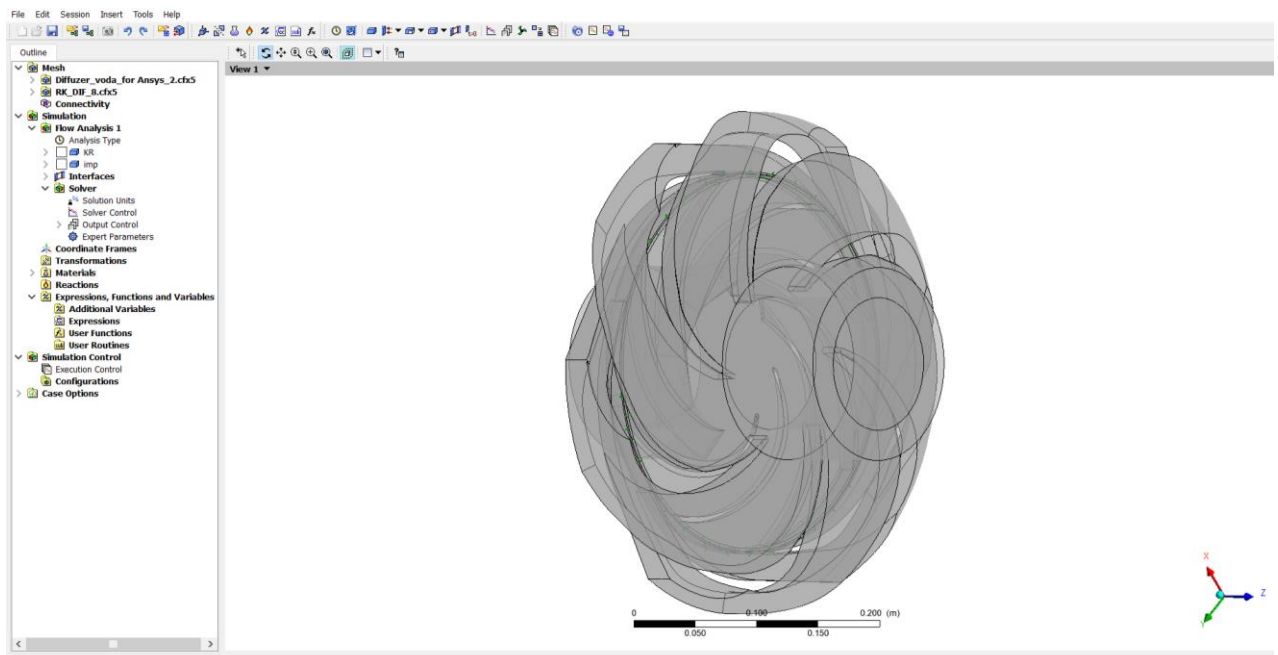 File Edit Session Insert Tools Help
Outline
View 1
Mesh
Diffuzer_voda_for Ansys_2.cfx5
RK_DIF_8.cfx5
Connectivity
Simulation
Flow Analysis 1
Analysis Type
KR
imp
Interfaces
Solver
Solution Units
Solver Control
Output Control
Expert Parameters
Coordinate Frames
Transformations
Materials
Reactions
Expressions, Functions and Variables
Additional Variables
Expressions
User Functions
User Routines
Simulation Control
Execution Control
Configurations
Case Options
X
Z
Y
0 0.100 0.200 (m)
0.050 0.150